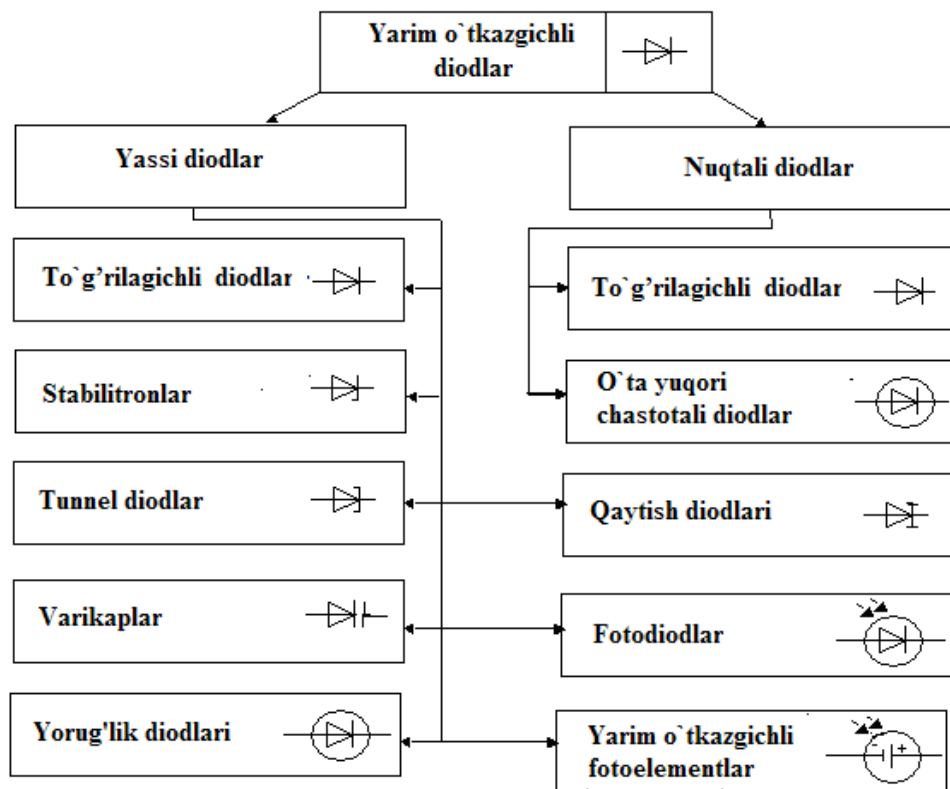 Yarim o`tkazgichli
diodlar
Yassi diodlar
Nuqtali diodlar
To`g’rilagichli diodlar
Stabilitronlar
Tunnel diodlar
Varikaplar
Yorug'lik diodlari
To`g’rilagichli diodlar
O`ta yuqori
chastotali diodlar
Qaytish diodlari
Fotodiodlar
Yarim o`tkazgichli
fotoelementlar
- +